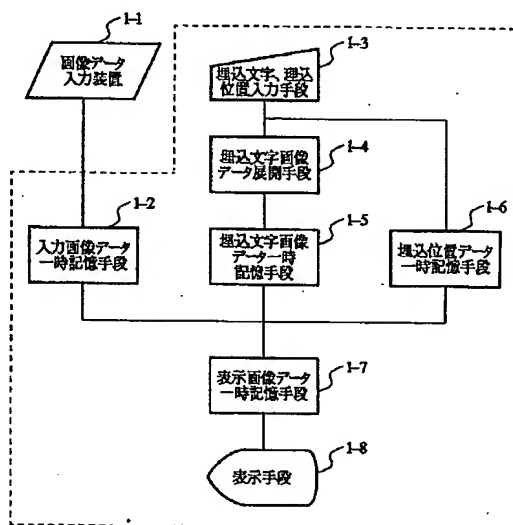 1-1
画像データ
入力装置
1-3
埋込文字、埋込
位置入力手段
1-4
埋込文字画像
データ展開手段
1-2
入力画像データ
一時記憶手段
1-5
埋込文字画像
データ一時
記憶手段
1-6
埋込位置データ
一時記憶手段
1-7
表示画像データ
一時記憶手段
1-8
表示手段